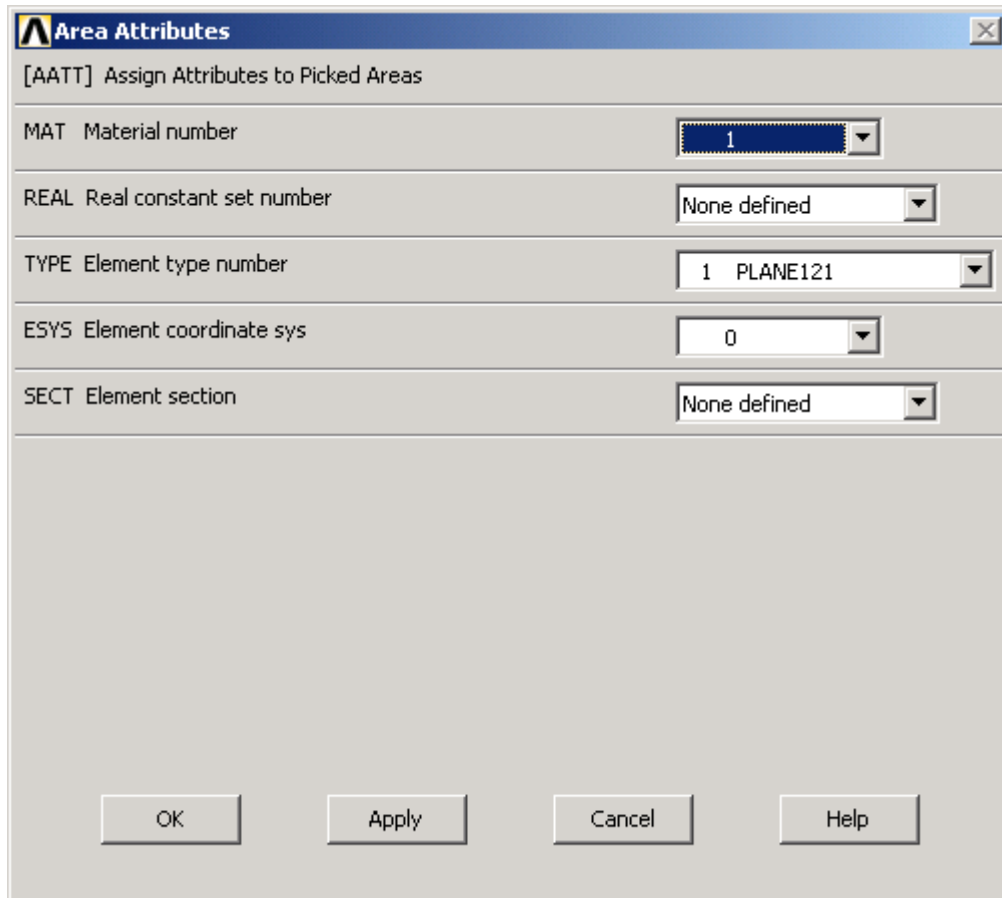 Area Attributes
[AATT] Assign Attributes to Picked Areas
MAT Material number 1
REAL Real constant set number None defined
TYPE Element type number 1 PLANE121
ESYS Element coordinate sys 0
SECT Element section None defined
OK Apply Cancel Help